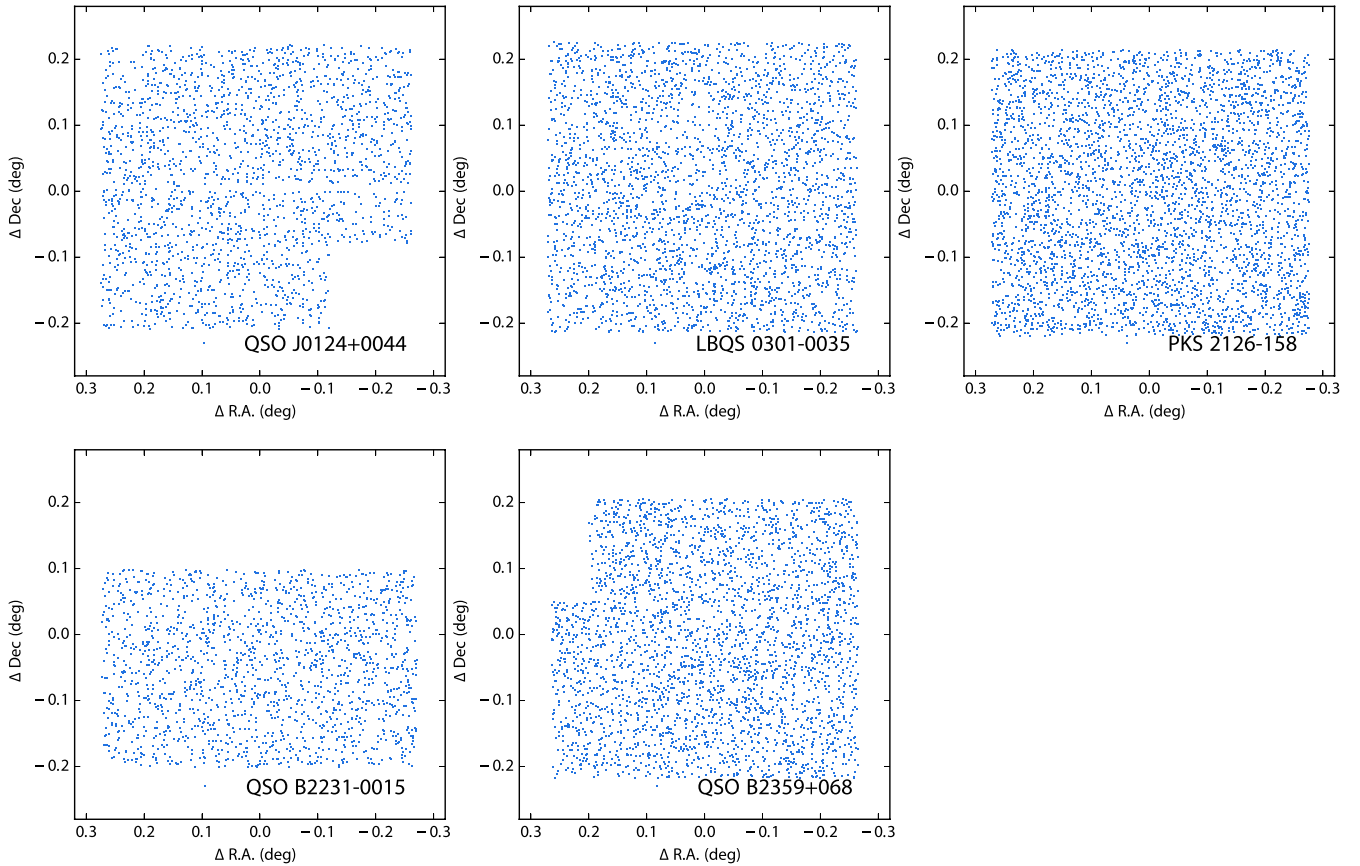 0.2
0.1
0.0
−0.1
−0.2
Δ Dec (deg)
QSO J0124+0044
0.3 0.2 0.1 0.0 −0.1 −0.2 −0.3
Δ R.A. (deg)
0.2
0.1
0.0
−0.1
−0.2
Δ Dec (deg)
LBQS 0301-0035
0.3 0.2 0.1 0.0 −0.1 −0.2 −0.3
Δ R.A. (deg)
0.2
0.1
0.0
−0.1
−0.2
Δ Dec (deg)
PKS 2126-158
0.3 0.2 0.1 0.0 −0.1 −0.2 −0.3
Δ R.A. (deg)
0.2
0.1
0.0
−0.1
−0.2
Δ Dec (deg)
QSO B2231-0015
0.3 0.2 0.1 0.0 −0.1 −0.2 −0.3
Δ R.A. (deg)
0.2
0.1
0.0
−0.1
−0.2
Δ Dec (deg)
QSO B2359+068
0.3 0.2 0.1 0.0 −0.1 −0.2 −0.3
Δ R.A. (deg)